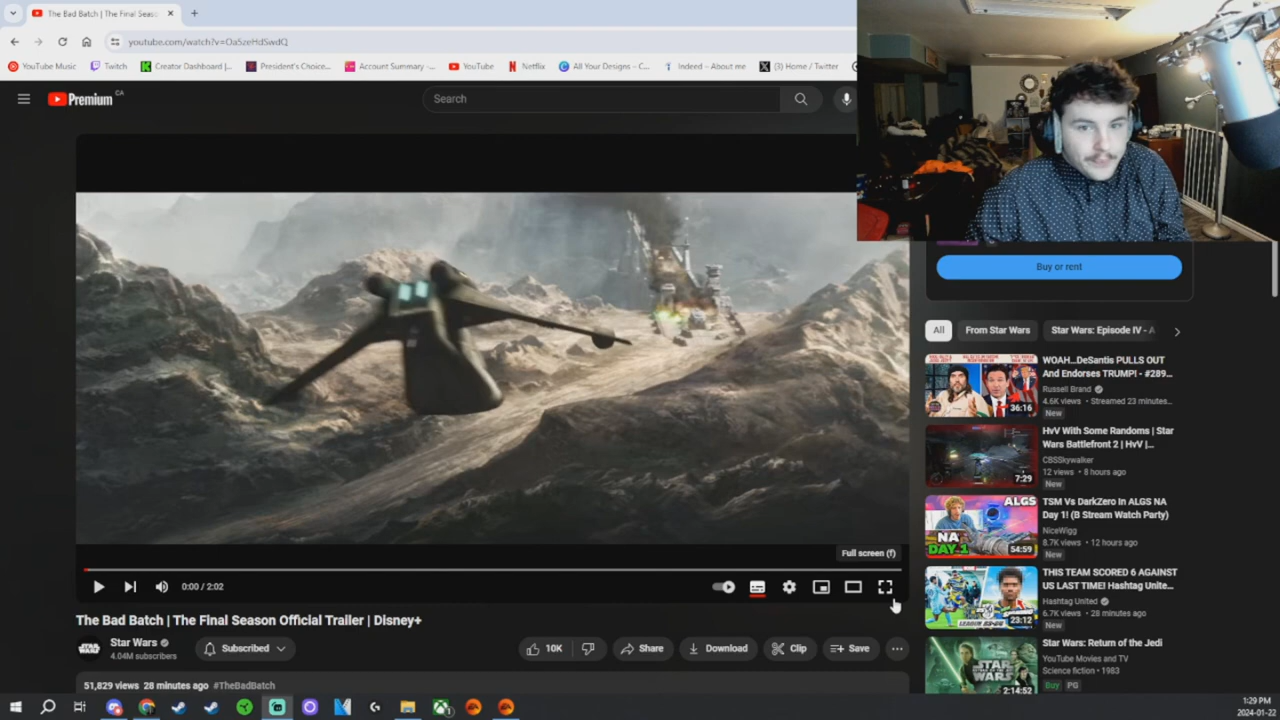 The Bad Batch | The Final Seaso
youtube.com/watch?v=OaSzeHdSwdQ
YouTube Music
Twitch
Creator Dashboard |...
President's Choice...
Account Summary -...
YouTube
Netflix
All Your Designs – C...
Indeed – About me
(3) Home / Twitter
Premium
CA
Search
Buy or rent
All
From Star Wars
Star Wars: Episode IV - A
WOAH...DeSantis PULLS OUT
And Endorses TRUMP! - #289...
Russell Brand
4.6K views • Streamed 23 minutes...
New
36:16
HvV With Some Randoms | Star
Wars Battlefront 2 | HvV |...
CBSSkywalker
12 views • 8 hours ago
New
7:29
ALGS
NA
DAY 1
54:59
TSM Vs DarkZero In ALGS NA
Day 1! (B Stream Watch Party)
NiceWigg
8.7K views • 12 hours ago
New
Full screen (f)
0:00 / 2:02
THIS TEAM SCORED 6 AGAINST
US LAST TIME! Hashtag Unite...
Hashtag United
6.7K views • 28 minutes ago
New
23:12
The Bad Batch | The Final Season Official Trailer | Disney+
Star Wars
4.04M subscribers
Subscribed
10K
Share
Download
Clip
Save
STAR WARS
2:14:52
Star Wars: Return of the Jedi
YouTube Movies and TV
Science fiction • 1983
Buy
PG
51,829 views 28 minutes ago #TheBadBatch
1:29 PM
2024-01-22